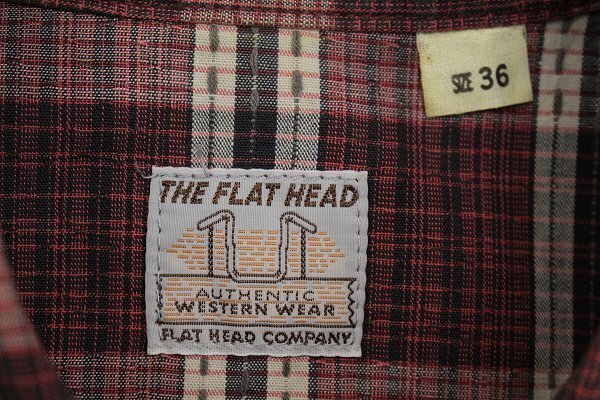 SIZE 36
THE FLAT HEAD
AUTHENTIC
WESTERN WEAR
FLAT HEAD COMPANY